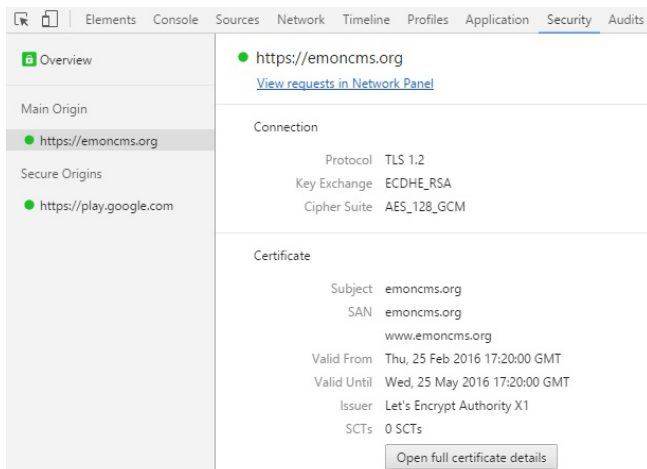 Elements Console Sources Network Timeline Profiles Application Security Audits
Overview
Main Origin
https://emoncms.org
Secure Origins
https://play.google.com
https://emoncms.org
View requests in Network Panel
Connection
Protocol TLS 1.2
Key Exchange ECDHE_RSA
Cipher Suite AES_128_GCM
Certificate
Subject emoncms.org
SAN emoncms.org
www.emoncms.org
Valid From Thu, 25 Feb 2016 17:20:00 GMT
Valid Until Wed, 25 May 2016 17:20:00 GMT
Issuer Let's Encrypt Authority X1
SCTs 0 SCTs
Open full certificate details